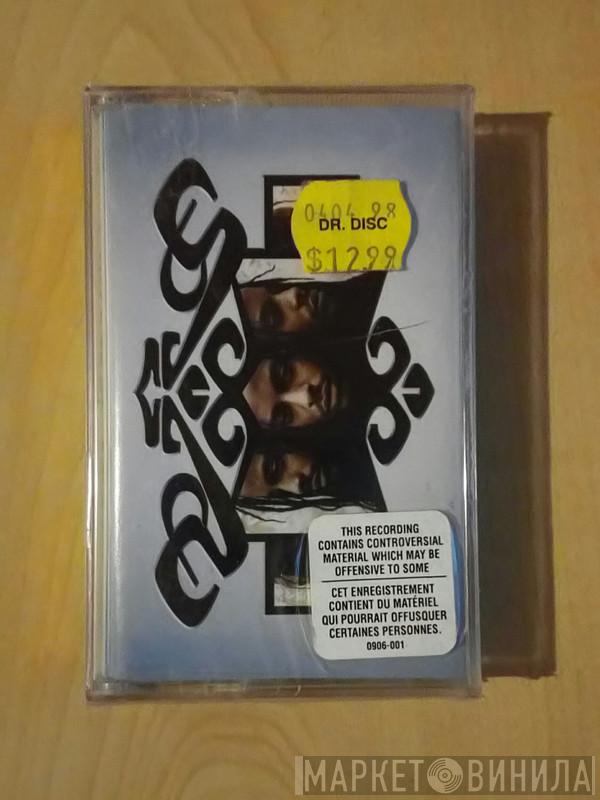 0404 98
DR. DISC
$12.99
THIS RECORDING
CONTAINS CONTROVERSIAL
MATERIAL WHICH MAY BE
OFFENSIVE TO SOME
CET ENREGISTREMENT
CONTIENT DU MATÉRIEL
QUI POURRAIT OFFUSQUER
CERTAINES PERSONNES.
0906-001
МАРКЕТ ВИНИЛА